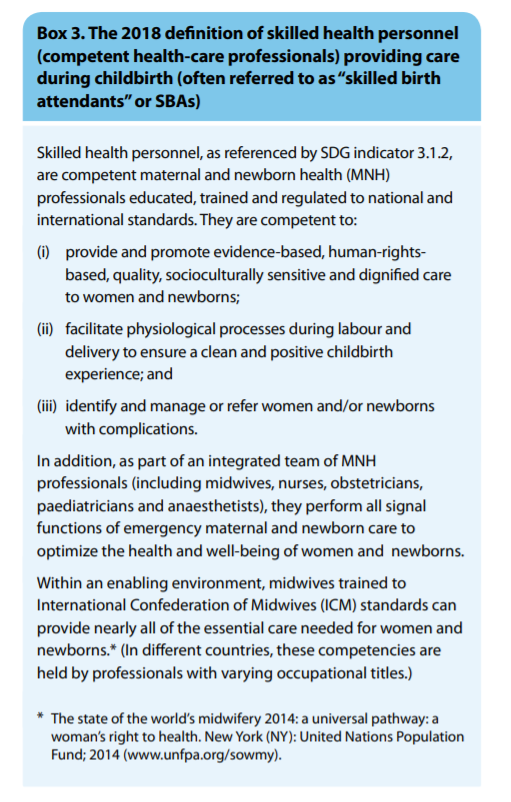 Box 3. The 2018 definition of skilled health personnel
(competent health-care professionals) providing care
during childbirth (often referred to as “skilled birth
attendants” or SBAs)
Skilled health personnel, as referenced by SDG indicator 3.1.2,
are competent maternal and newborn health (MNH)
professionals educated, trained and regulated to national and
international standards. They are competent to:
(i) provide and promote evidence-based, human-rights-
based, quality, socioculturally sensitive and dignified care
to women and newborns;
(ii) facilitate physiological processes during labour and
delivery to ensure a clean and positive childbirth
experience; and
(iii) identify and manage or refer women and/or newborns
with complications.
In addition, as part of an integrated team of MNH
professionals (including midwives, nurses, obstetricians,
paediatricians and anaesthetists), they perform all signal
functions of emergency maternal and newborn care to
optimize the health and well-being of women and newborns.
Within an enabling environment, midwives trained to
International Confederation of Midwives (ICM) standards can
provide nearly all of the essential care needed for women and
newborns.* (In different countries, these competencies are
held by professionals with varying occupational titles.)
* The state of the world’s midwifery 2014: a universal pathway: a
woman’s right to health. New York (NY): United Nations Population
Fund; 2014 (www.unfpa.org/sowmy).